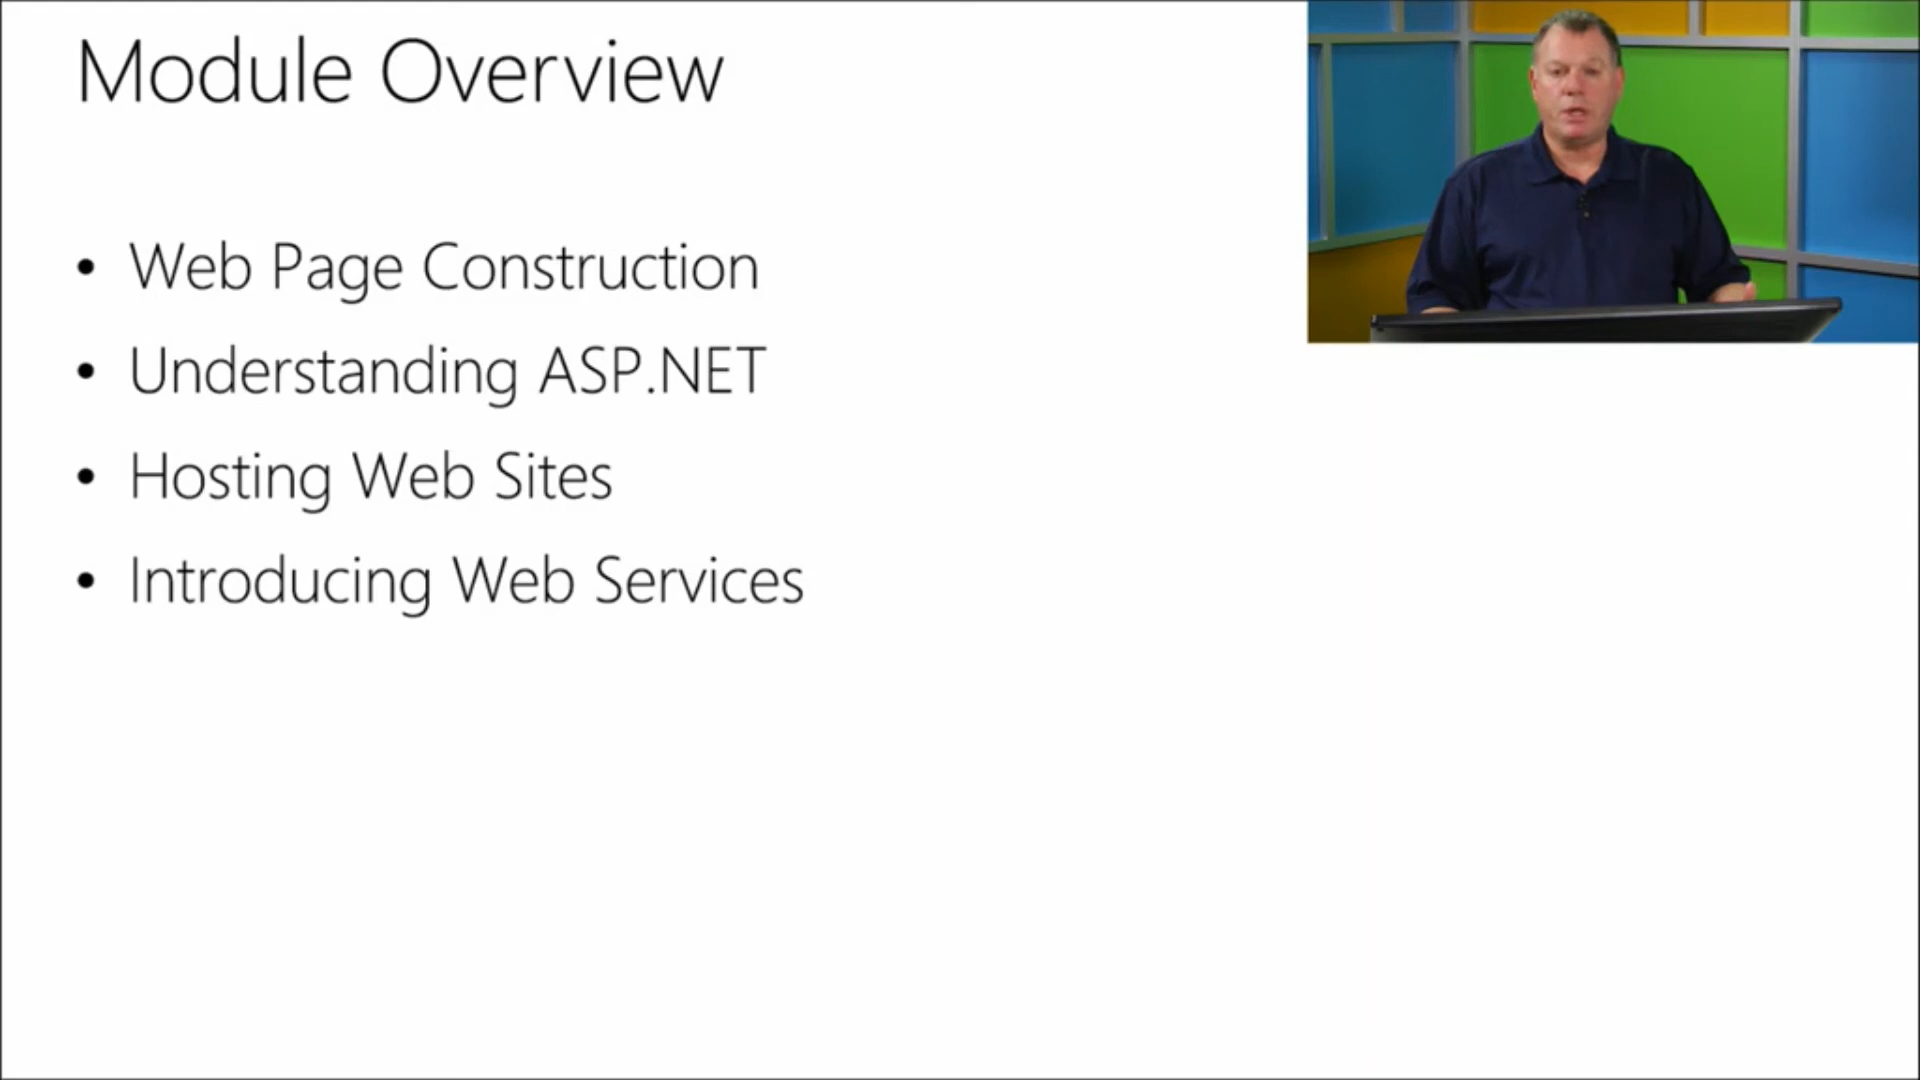 Module Overview
• Web Page Construction
• Understanding ASP.NET
• Hosting Web Sites
• Introducing Web Services